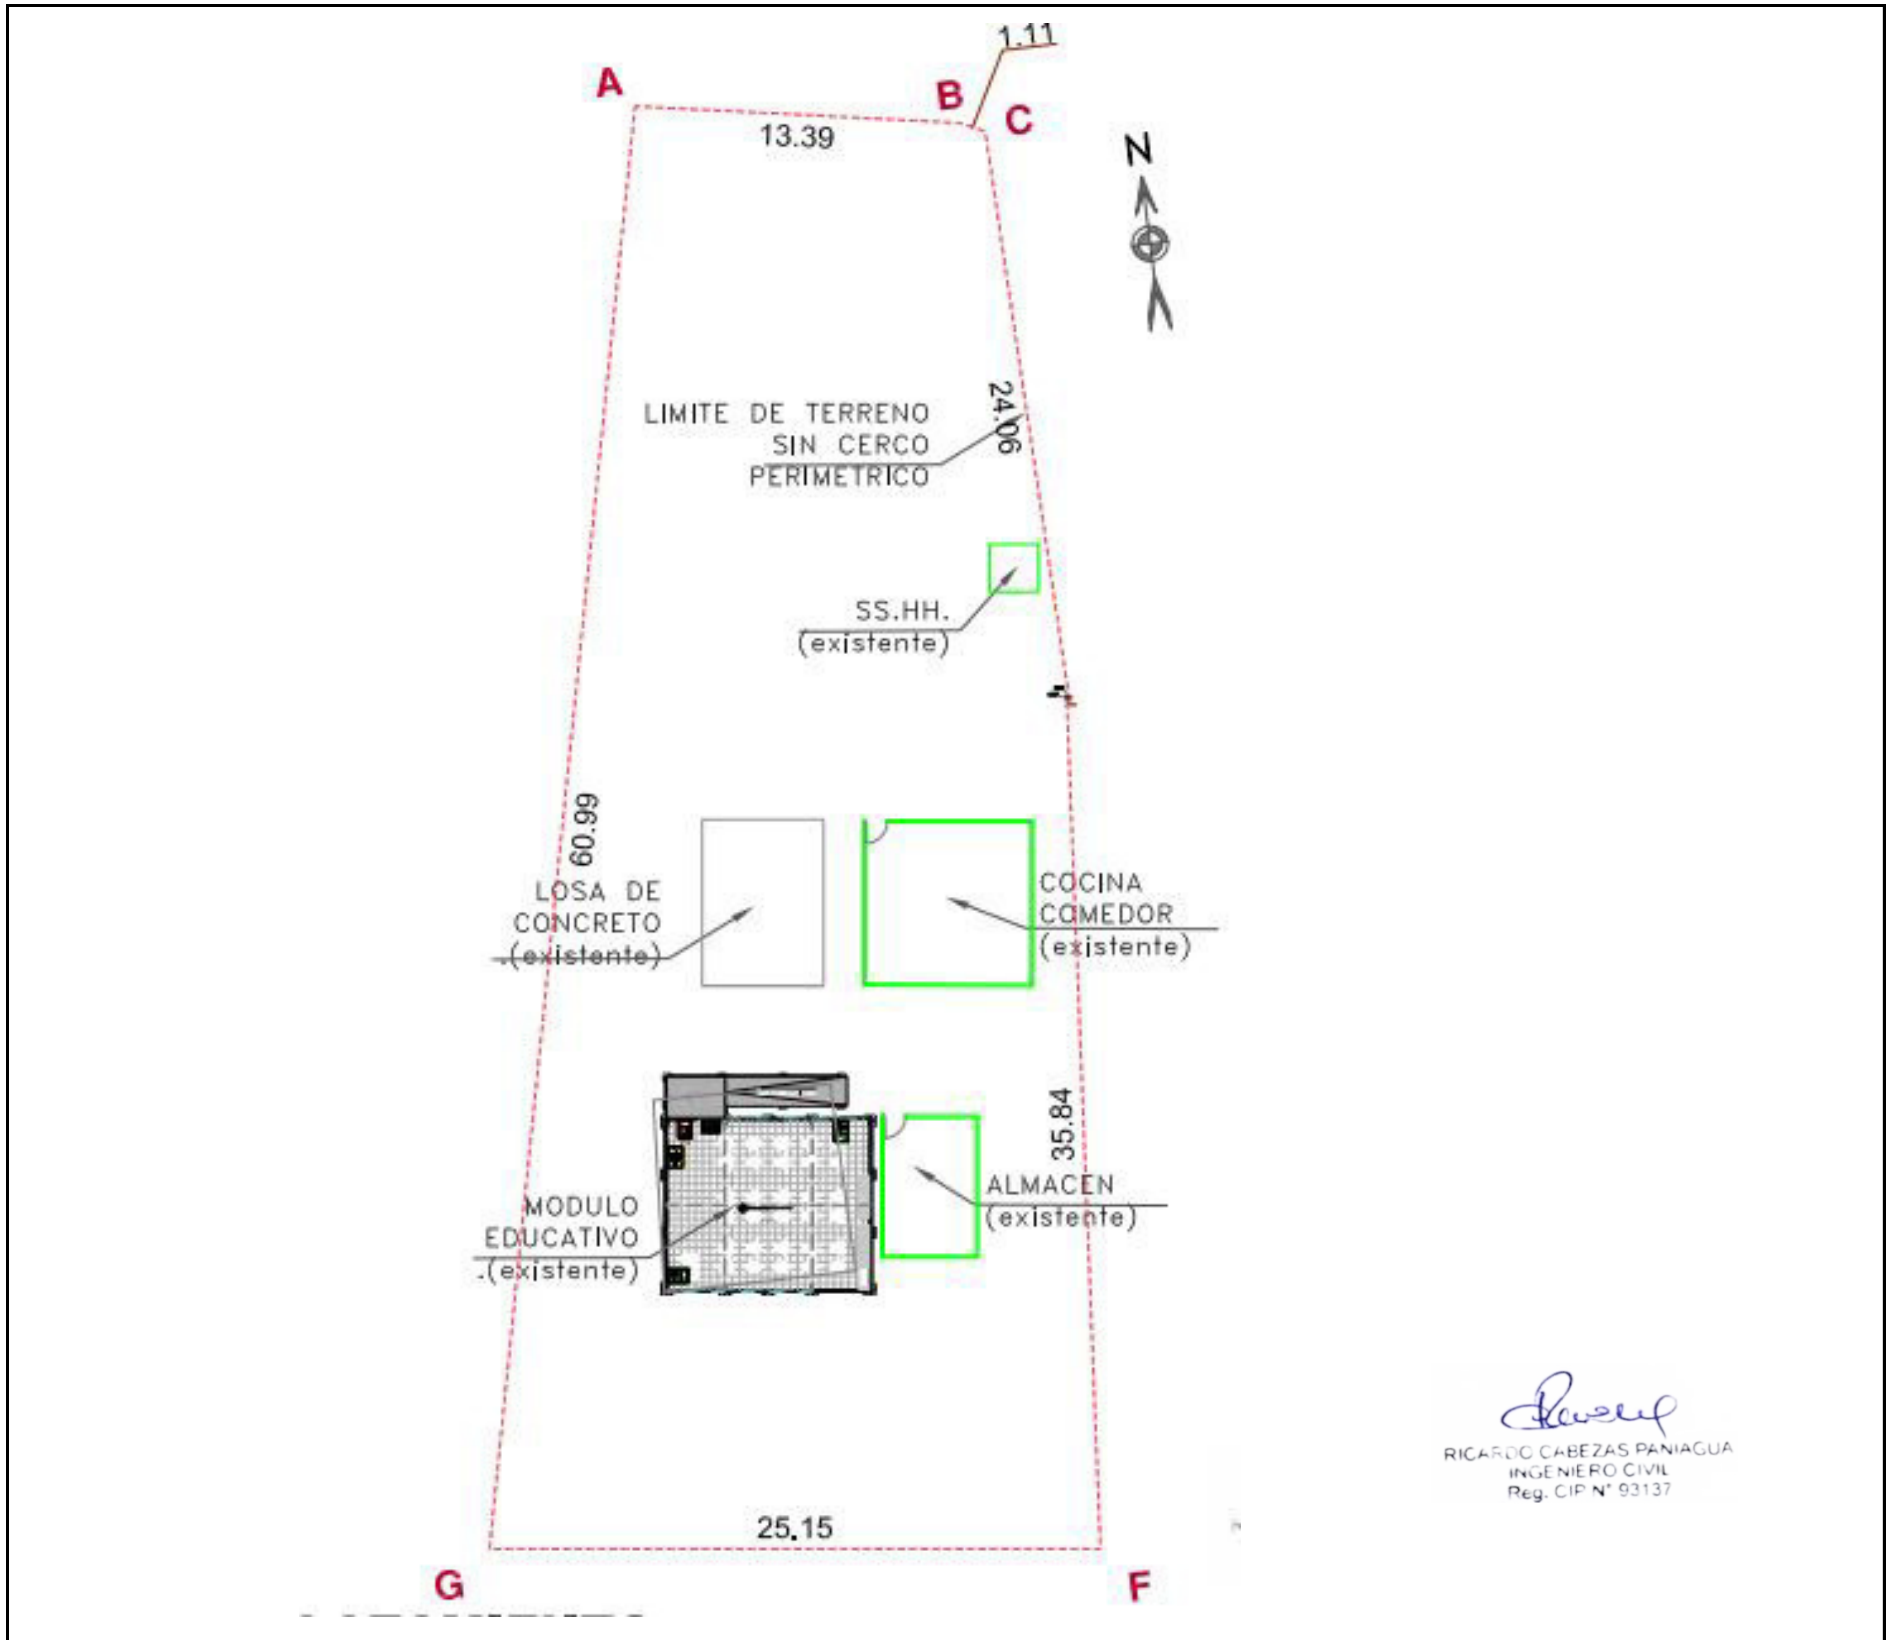 1.11
A
B
C
13.39
N
LIMITE DE TERRENO
SIN CERCO
PERIMETRICO
24.06
SS.HH.
(existente)
60.99
LOSA DE
CONCRETO
.(existente)
COCINA
COMEDOR
(existente)
35.84
MODULO
EDUCATIVO
.(existente)
ALMACEN
(existente)
25.15
G
F
RICARDO CABEZAS PANIAGUA
INGENIERO CIVIL
Reg. CIP N° 93137